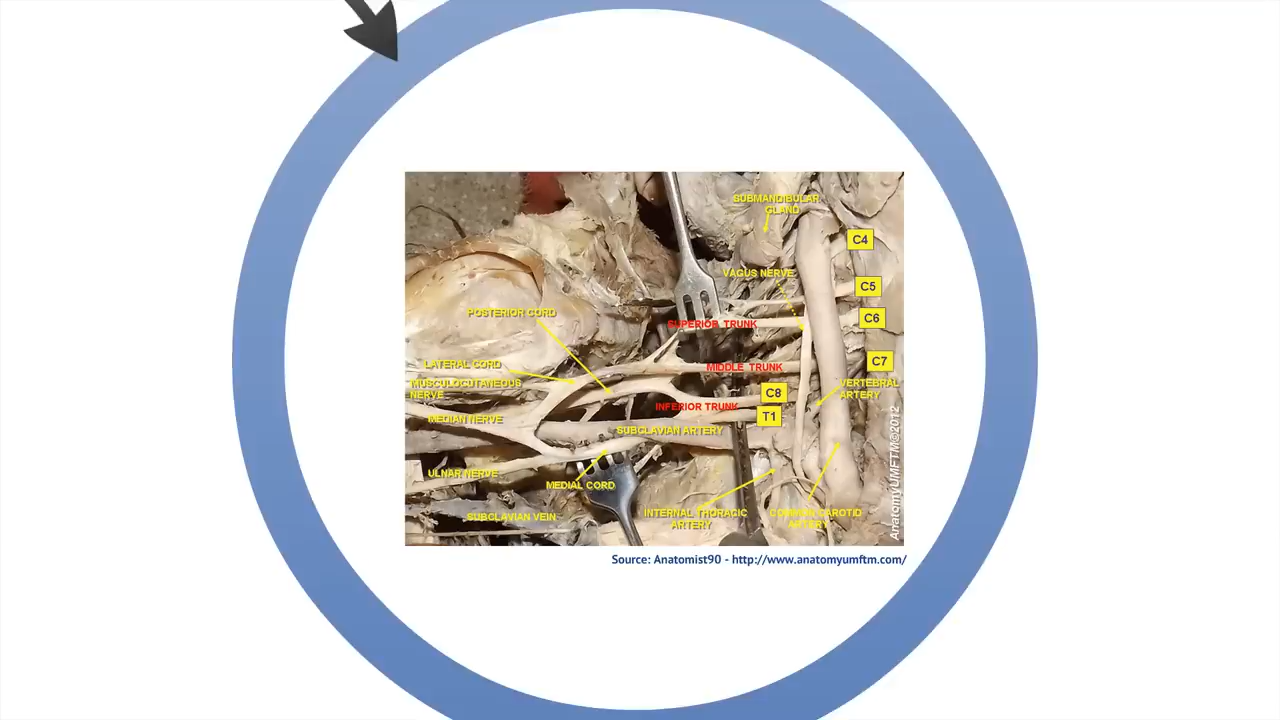 SUBMANDIBULAR
GLAND
C4
VAGUS NERVE
C5
POSTERIOR CORD
SUPERIOR TRUNK
C6
LATERAL CORD
MIDDLE TRUNK
C7
MUSCULOCUTANEOUS
NERVE
C8
VERTEBRAL
ARTERY
MEDIAN NERVE
INFERIOR TRUNK
T1
SUBCLAVIAN ARTERY
ULNAR NERVE
MEDIAL CORD
SUBCLAVIAN VEIN
INTERNAL THORACIC
ARTERY
COMMON CAROTID
ARTERY
AnatomyUMFTM©2012
Source: Anatomist90 - http://www.anatomyumftm.com/